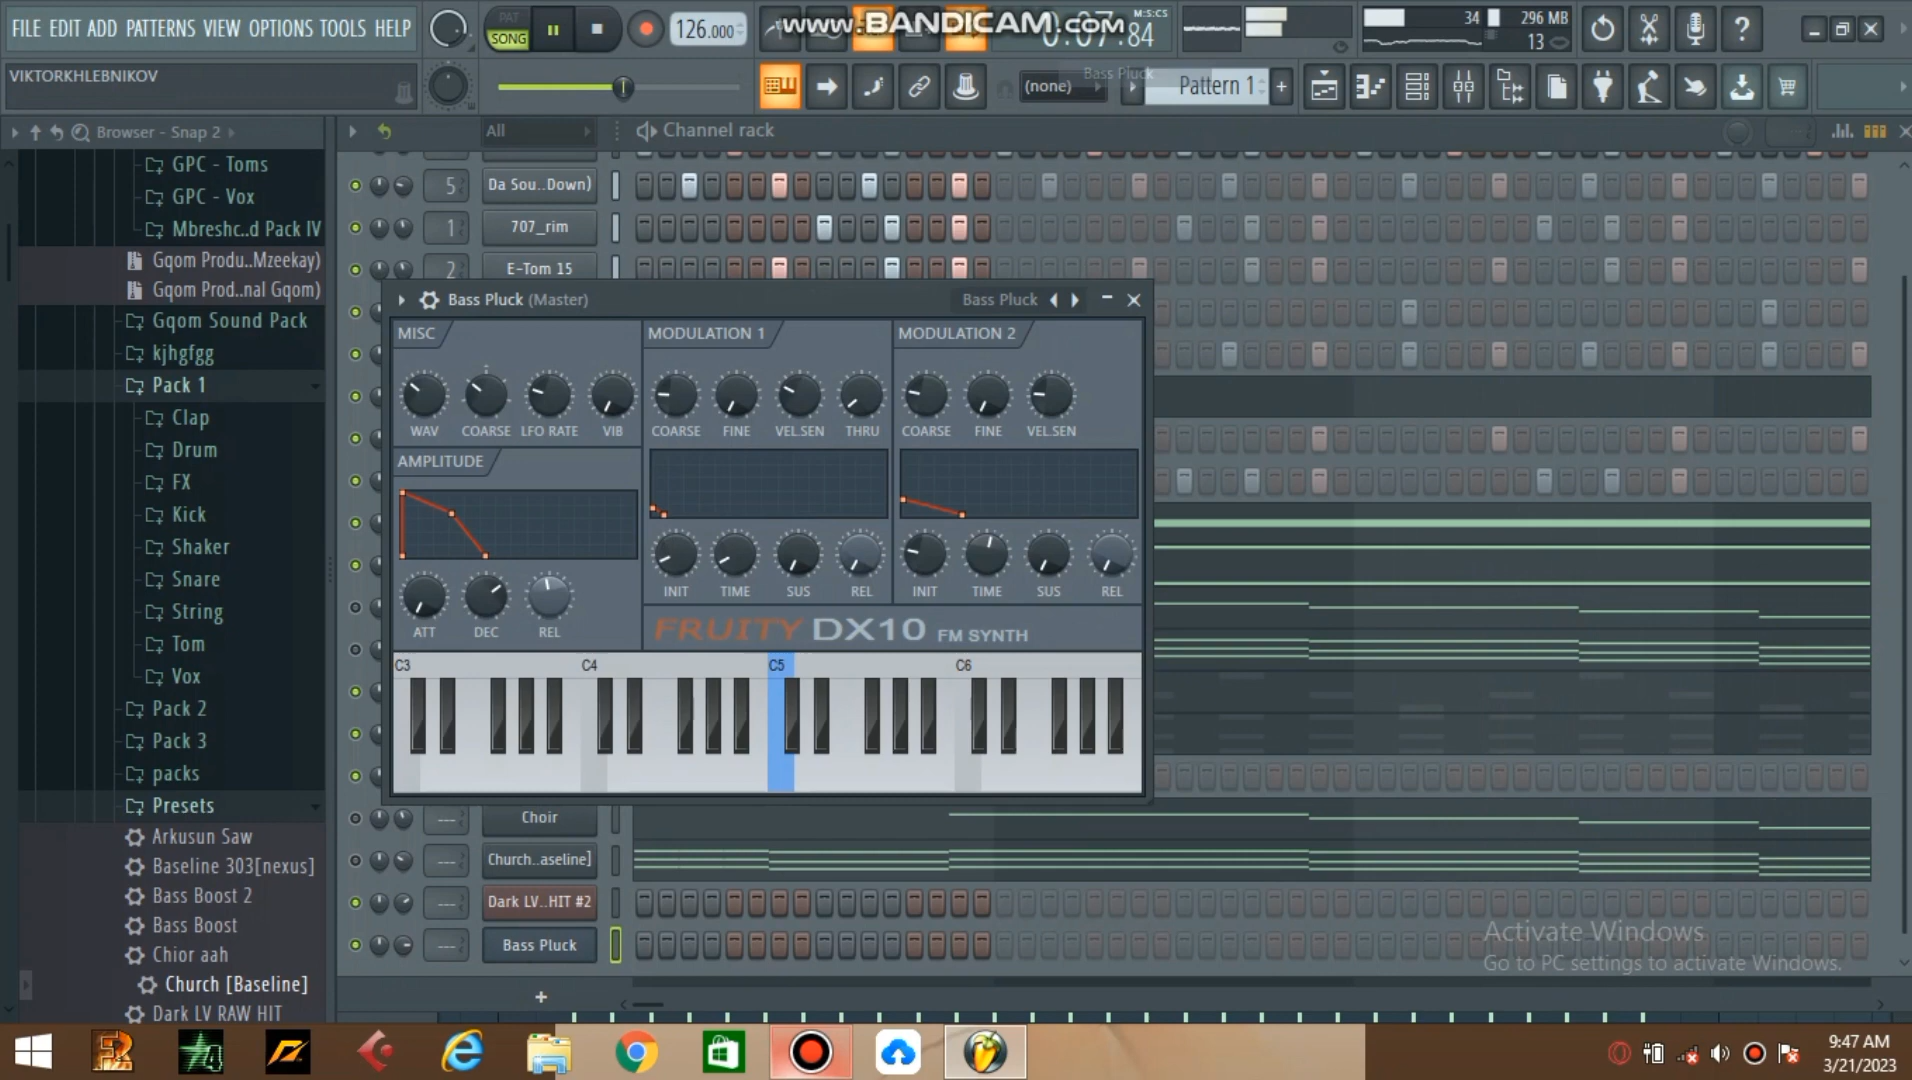 FILE EDIT ADD PATTERNS VIEW OPTIONS TOOLS HELP
PAT
SONG
126.000
www.BANDICAM.com
0:07:84
M:S:CS
34
296 MB
13
VIKTORKHLEBNIKOV
(none)
Bass Pluck
Pattern 1
+
Browser - Snap 2
All
Channel rack
GPC - Toms
GPC - Vox
Mbreshc..d Pack IV
Gqom Produ..Mzeekay)
Gqom Prod..nal Gqom)
Gqom Sound Pack
kjhgfgg
Pack 1
Clap
Drum
FX
Kick
Shaker
Snare
String
Tom
Vox
Pack 2
Pack 3
packs
Presets
Arkusun Saw
Baseline 303[nexus]
Bass Boost 2
Bass Boost
Chior aah
Church [Baseline]
Dark LV RAW HIT
5
Da Sou..Down)
1
707_rim
2
E-Tom 15
Bass Pluck (Master)
Bass Pluck
MISC
MODULATION 1
MODULATION 2
WAV
COARSE
LFO RATE
VIB
COARSE
FINE
VEL.SEN
THRU
COARSE
FINE
VEL.SEN
AMPLITUDE
INIT
TIME
SUS
REL
INIT
TIME
SUS
REL
ATT
DEC
REL
FRUITY DX10 FM SYNTH
C3
C4
C5
C6
---
Choir
---
Church..aseline]
---
Dark LV..HIT #2
---
Bass Pluck
+
Activate Windows
Go to PC settings to activate Windows.
9:47 AM
3/21/2023